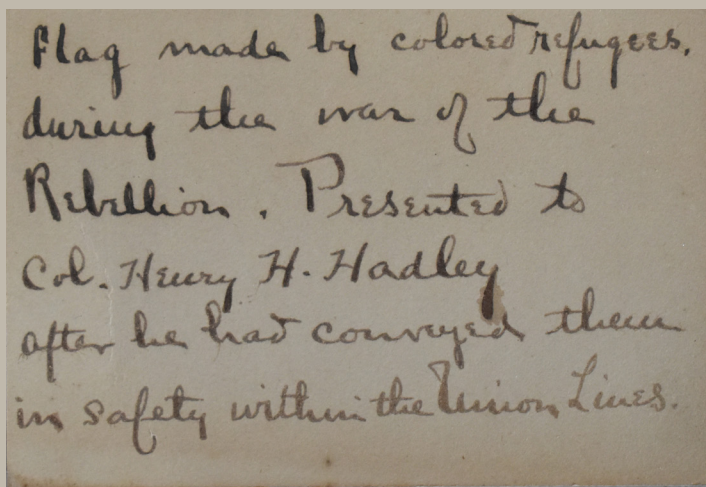 Flag made by colored refugees.
during the war of the
Rebellion. Presented to
Col. Henry H. Hadley
after he had conveyed them
in safety within the Union Lines.